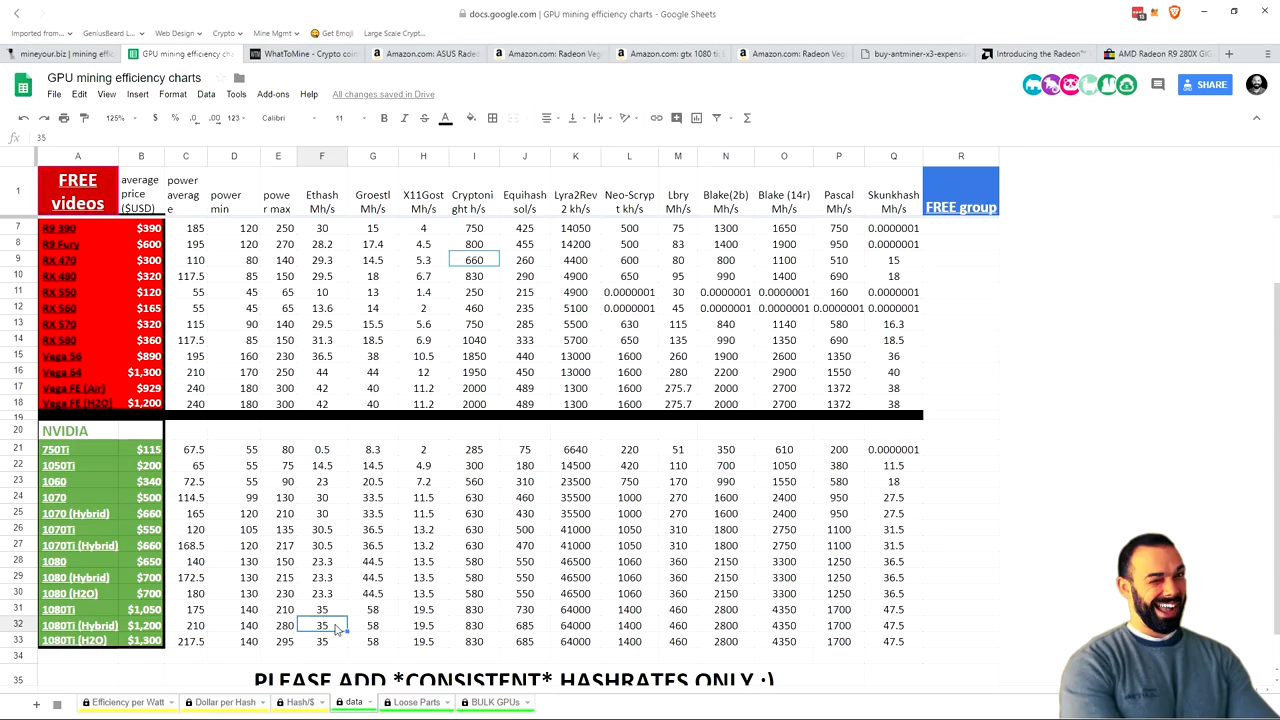 docs.google.com | GPU mining efficiency charts - Google Sheets
Imported from... GeniusBeard L... Web Design Crypto Mine Mgmt Get Emoji Large Scale Cryp...
mineyour.biz | mining effic GPU mining efficiency ch WhatToMine - Crypto coin Amazon.com: ASUS Rade Amazon.com: Radeon Veg Amazon.com: gtx 1080 ti Amazon.com: Radeon Veg buy-antminer-x3-expensi Introducing the Radeon™ AMD Radeon R9 280X GIG
GPU mining efficiency charts
File Edit View Insert Format Data Tools Add-ons Help All changes saved in Drive
SHARE
125% $ % .0 .00 123 Calibri 11 B I S A
fx 35
A B C D E F G H I J K L M N O P Q R
1 FREE videos average price ($USD) power average power min power max Ethash Mh/s Groestl Mh/s X11Gost Mh/s Cryptonight h/s Equihash sol/s Lyra2Rev2 kh/s Neo-Scrypt kh/s Lbry Mh/s Blake(2b) Mh/s Blake (14r) Mh/s Pascal Mh/s Skunkhash Mh/s FREE group
7 R9 390 $390 185 120 250 30 15 4 750 425 14050 500 75 1300 1650 750 0.0000001
8 R9 Fury $600 195 120 270 28.2 17.4 4.5 800 455 14200 500 83 1400 1900 950 0.0000001
9 RX 470 $300 110 80 140 29.3 14.5 5.3 660 260 4400 600 80 800 1100 510 15
10 RX 480 $320 117.5 85 150 29.5 18 6.7 830 290 4900 650 95 990 1400 690 18
11 RX 550 $120 55 45 65 10 13 1.4 250 215 4900 0.0000001 30 0.0000001 0.0000001 0.0000001 0.0000001
12 RX 560 $165 55 45 65 13.6 14 2 460 235 5100 0.0000001 45 0.0000001 0.0000001 0.0000001 0.0000001
13 RX 570 $320 115 90 140 29.5 15.5 5.6 750 285 5500 630 115 840 1140 580 16.3
14 RX 580 $360 117.5 85 150 31.3 18.5 6.9 1040 333 5700 650 135 990 1350 690 18.5
15 Vega 56 $890 195 160 230 36.5 38 10.5 1850 440 13000 1600 260 1900 2600 1350 36
16 Vega 64 $1,300 210 170 250 44 44 12 1950 450 13000 1600 280 2200 2900 1550 40
17 Vega FE (Air) $929 240 180 300 42 40 11.2 2000 489 1300 1600 275.7 2000 2700 1372 38
18 Vega FE (H2O) $1,200 240 180 300 42 40 11.2 2000 489 1300 1600 275.7 2000 2700 1372 38
19
20 NVIDIA
21 750Ti $115 67.5 55 80 0.5 8.3 2 285 75 6640 220 51 350 610 200 0.0000001
22 1050Ti $200 65 55 75 14.5 14.5 4.9 300 180 14500 420 110 700 1050 380 11.5
23 1060 $340 72.5 55 90 23 20.5 7.2 560 310 23500 750 170 990 1550 580 18
24 1070 $500 114.5 99 130 30 33.5 11.5 630 460 35500 1000 270 1600 2400 950 27.5
25 1070 (Hybrid) $660 165 120 210 30 33.5 11.5 630 430 35500 1000 270 1600 2400 950 27.5
26 1070Ti $550 120 105 135 30.5 36.5 13.2 630 500 41000 1050 310 1800 2750 1100 31.5
27 1070Ti (Hybrid) $660 168.5 120 217 30.5 36.5 13.2 630 470 41000 1050 310 1800 2750 1100 31.5
28 1080 $650 140 130 150 23.3 44.5 13.5 580 550 46500 1060 360 2150 3300 1250 36.5
29 1080 (Hybrid) $700 172.5 130 215 23.3 44.5 13.5 580 550 46500 1060 360 2150 3300 1250 36.5
30 1080 (H2O) $700 180 130 230 23.3 44.5 13.5 580 550 46500 1060 360 2150 3300 1250 36.5
31 1080Ti $1,050 175 140 210 35 58 19.5 830 730 64000 1400 460 2800 4350 1700 47.5
32 1080Ti (Hybrid) $1,200 210 140 280 35 58 19.5 830 685 64000 1400 460 2800 4350 1700 47.5
33 1080Ti (H2O) $1,300 217.5 140 295 35 58 19.5 830 685 64000 1400 460 2800 4350 1700 47.5
34
35 PLEASE ADD *CONSISTENT* HASHRATES ONLY :)
Efficiency per Watt Dollar per Hash Hash/$ data Loose Parts BULK GPUs